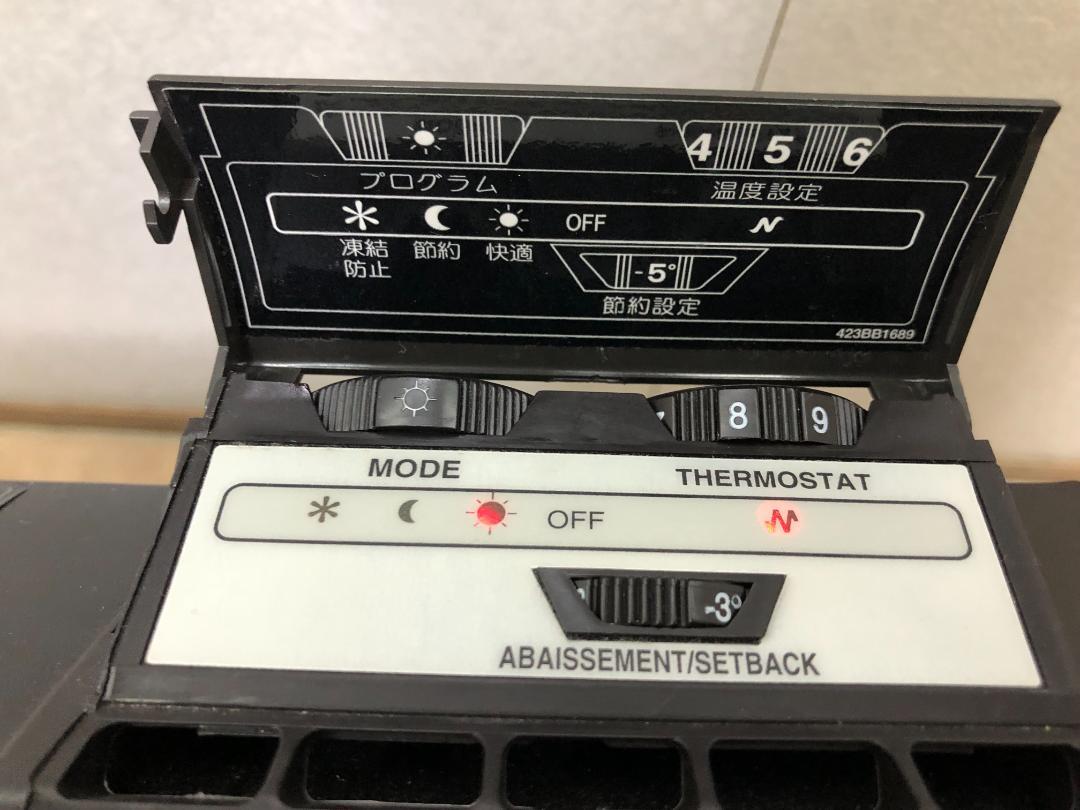 4 5 6
プログラム
温度設定
OFF
凍結防止 節約 快適
-5°
節約設定
423BB1689
8 9
MODE
THERMOSTAT
OFF
-3°
ABAISSEMENT/SETBACK